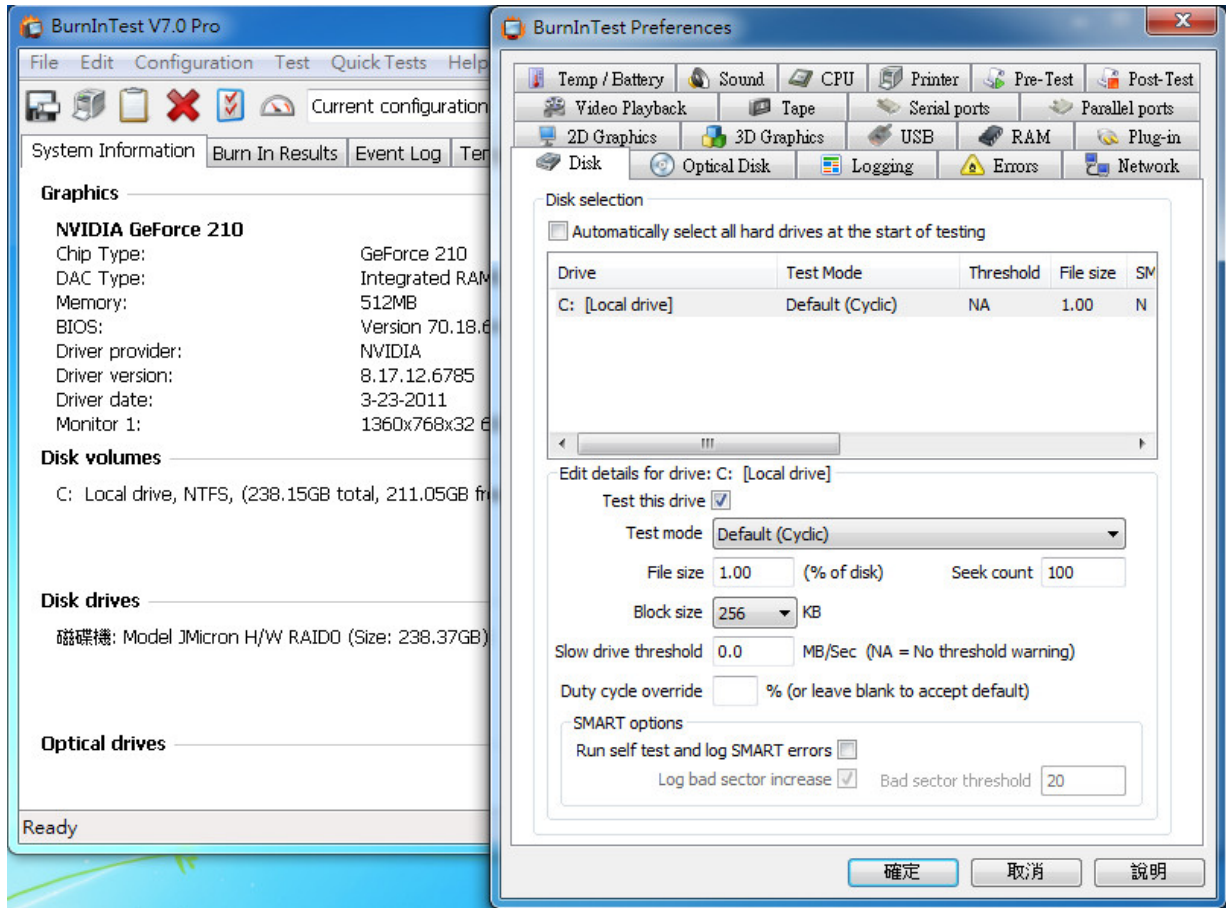 BurnInTest V7.0 Pro
File Edit Configuration Test Quick Tests Help
Current configuration
System Information Burn In Results Event Log
Graphics
NVIDIA GeForce 210
Chip Type: GeForce 210
DAC Type: Integrated RAM
Memory: 512MB
BIOS: Version 70.18.6
Driver provider: NVIDIA
Driver version: 8.17.12.6785
Driver date: 3-23-2011
Monitor 1: 1360x768x32 6
Disk volumes
C: Local drive, NTFS, (238.15GB total, 211.05GB fr
Disk drives
磁碟機: Model JMicron H/W RAID0 (Size: 238.37GB)
Optical drives
Ready
BurnInTest Preferences
Temp / Battery Sound CPU Printer Pre-Test Post-Test
Video Playback Tape Serial ports Parallel ports
2D Graphics 3D Graphics USB RAM Plug-in
Disk Optical Disk Logging Errors Network
Disk selection
Automatically select all hard drives at the start of testing
Drive Test Mode Threshold File size SM
C: [Local drive] Default (Cyclic) NA 1.00 N
Edit details for drive: C: [Local drive]
Test this drive
Test mode Default (Cyclic)
File size 1.00 (% of disk) Seek count 100
Block size 256 KB
Slow drive threshold 0.0 MB/Sec (NA = No threshold warning)
Duty cycle override % (or leave blank to accept default)
SMART options
Run self test and log SMART errors
Log bad sector increase Bad sector threshold 20
確定 取消 說明